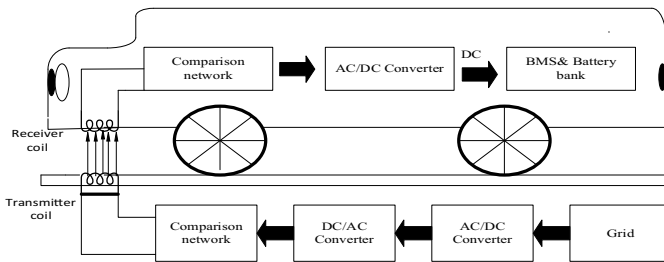 Comparison
network
AC/DC Converter
DC
BMS& Battery
bank
Receiver
coil
Transmitter
coil
Comparison
network
DC/AC
Converter
AC/DC
Converter
Grid